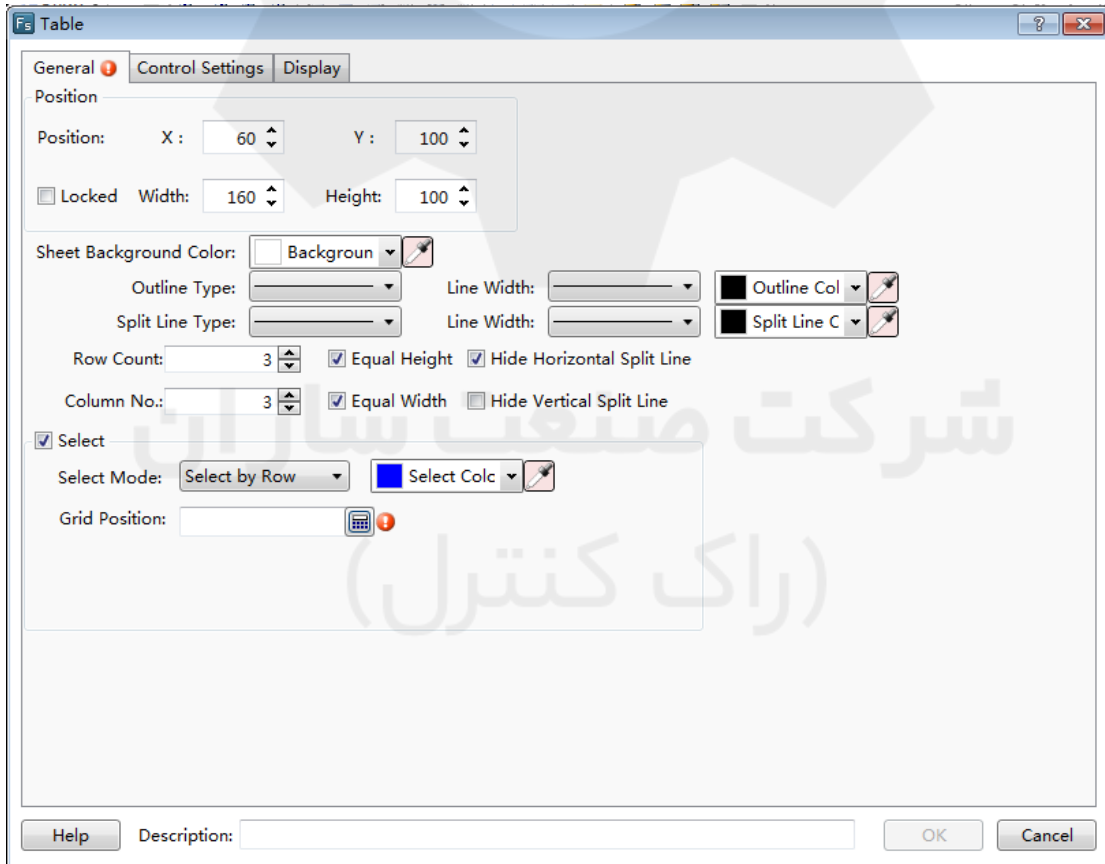 Fs Table
General Control Settings Display
Position
Position: X : 60 Y : 100
Locked Width: 160 Height: 100
Sheet Background Color: Backgroun
Outline Type: Line Width: Outline Col
Split Line Type: Line Width: Split Line C
Row Count: 3 Equal Height Hide Horizontal Split Line
Column No.: 3 Equal Width Hide Vertical Split Line
شرکت صنعت سازان
Select
Select Mode: Select by Row Select Colc
Grid Position:
(راک کنترل)
Help Description: OK Cancel